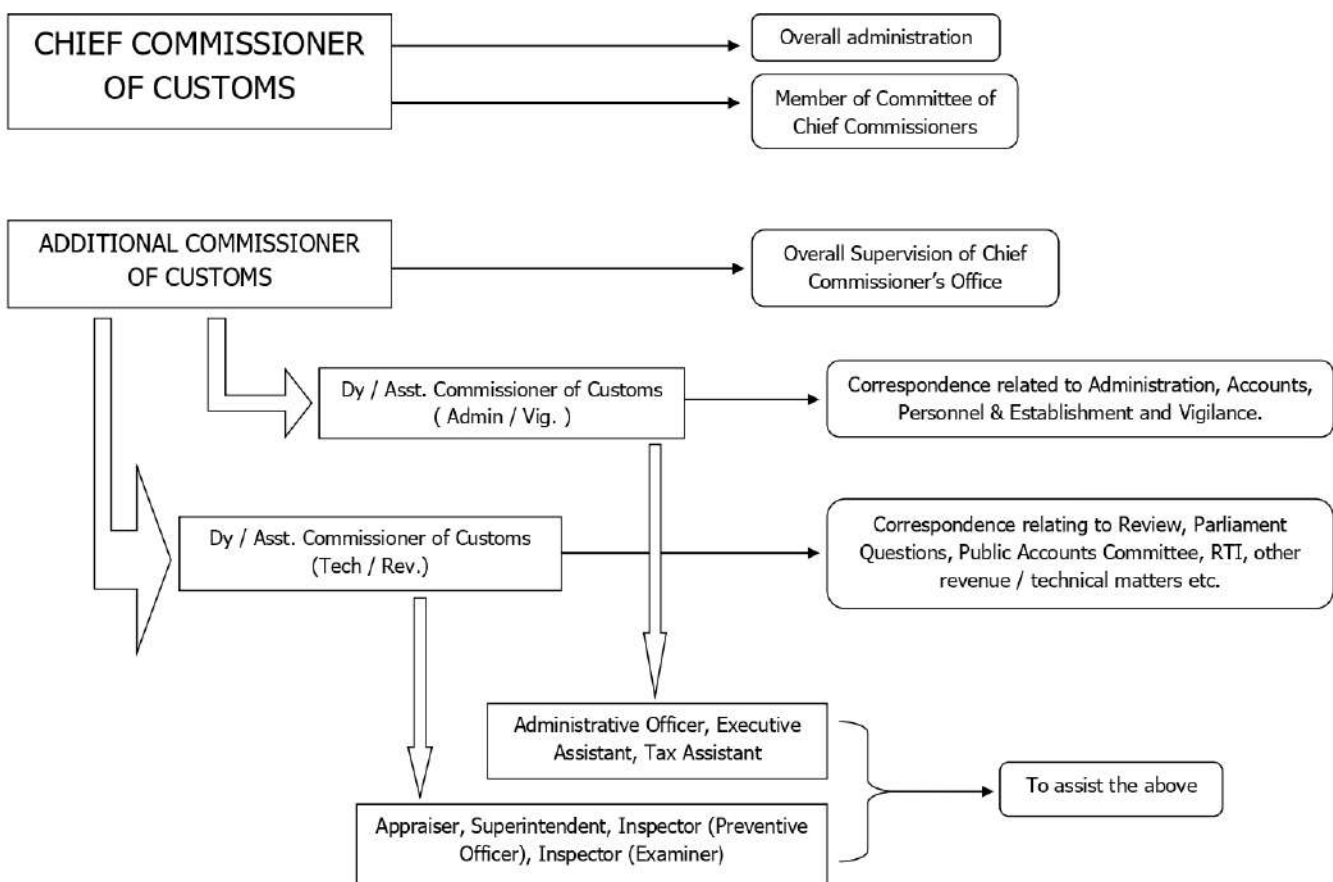 CHIEF COMMISSIONER
OF CUSTOMS
Overall administration
Member of Committee of
Chief Commissioners
ADDITIONAL COMMISSIONER
OF CUSTOMS
Overall Supervision of Chief
Commissioner's Office
Dy / Asst. Commissioner of Customs
( Admin / Vig. )
Correspondence related to Administration, Accounts,
Personnel & Establishment and Vigilance.
Dy / Asst. Commissioner of Customs
(Tech / Rev.)
Correspondence relating to Review, Parliament
Questions, Public Accounts Committee, RTI, other
revenue / technical matters etc.
Administrative Officer, Executive
Assistant, Tax Assistant
To assist the above
Appraiser, Superintendent, Inspector (Preventive
Officer), Inspector (Examiner)